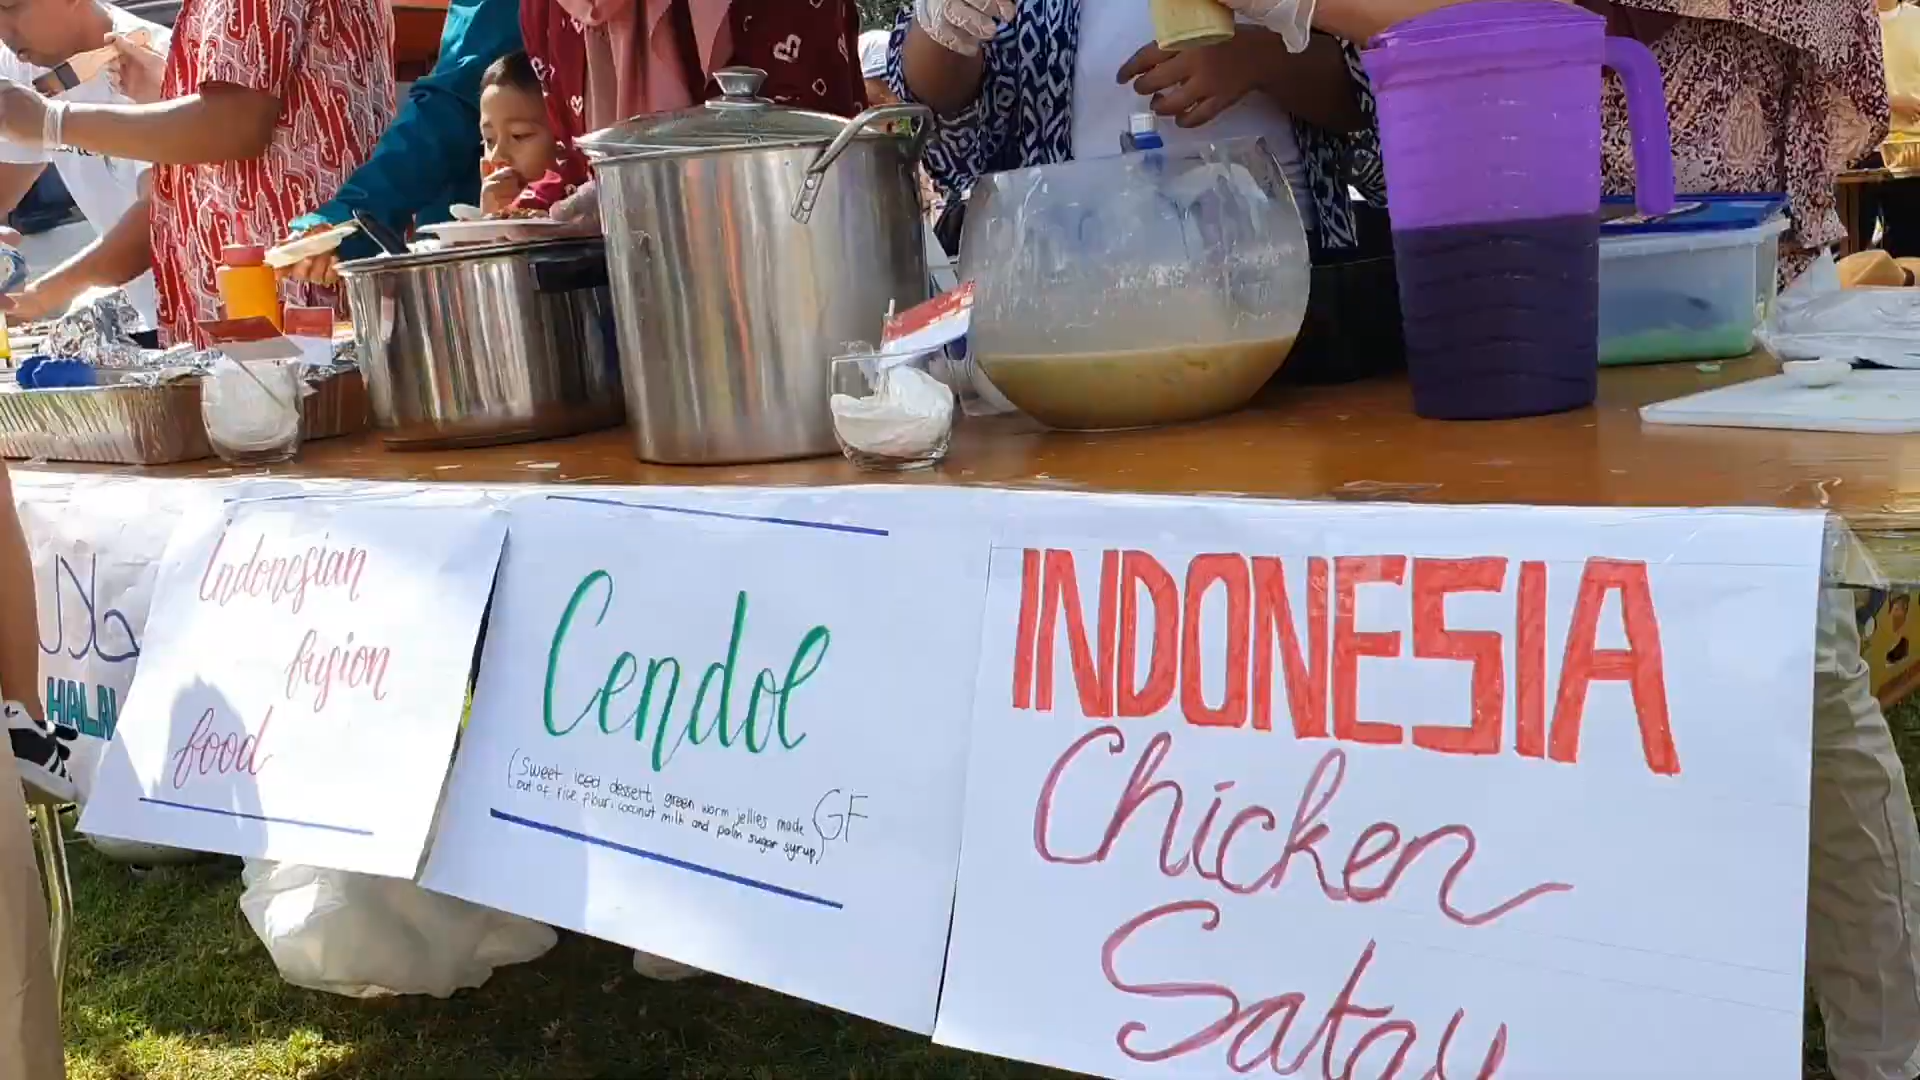 حلال
HALAL
Indonesian
fusion
food
Cendol
(Sweet iced dessert, green worm jellies made
out of rice flour, coconut milk and palm sugar syrup)
GF
INDONESIA
Chicken
Satay